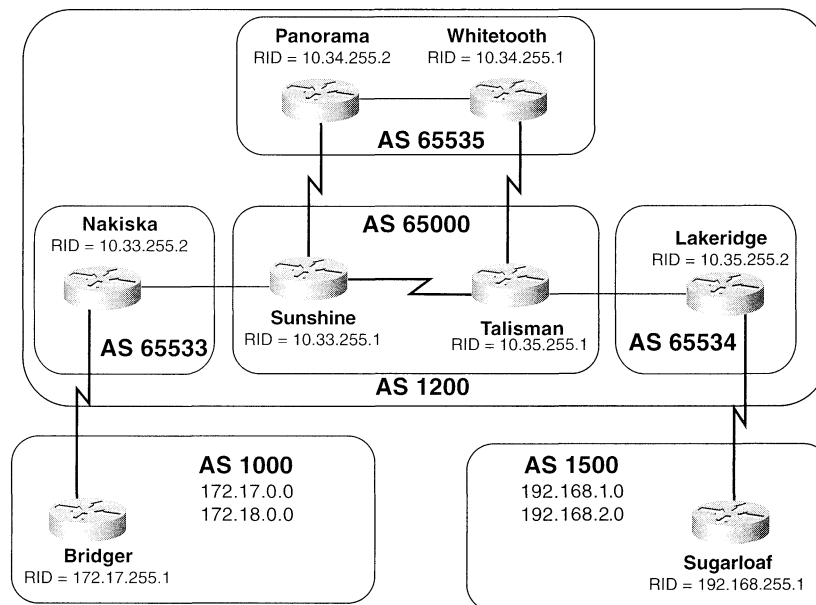 Panorama
RID = 10.34.255.2
Whitetooth
RID = 10.34.255.1
AS 65535
Nakiska
RID = 10.33.255.2
AS 65000
Lakeridge
RID = 10.35.255.2
Sunshine
RID = 10.33.255.1
Talisman
RID = 10.35.255.1
AS 65533
AS 65534
AS 1200
AS 1000
172.17.0.0
172.18.0.0
Bridger
RID = 172.17.255.1
AS 1500
192.168.1.0
192.168.2.0
Sugarloaf
RID = 192.168.255.1